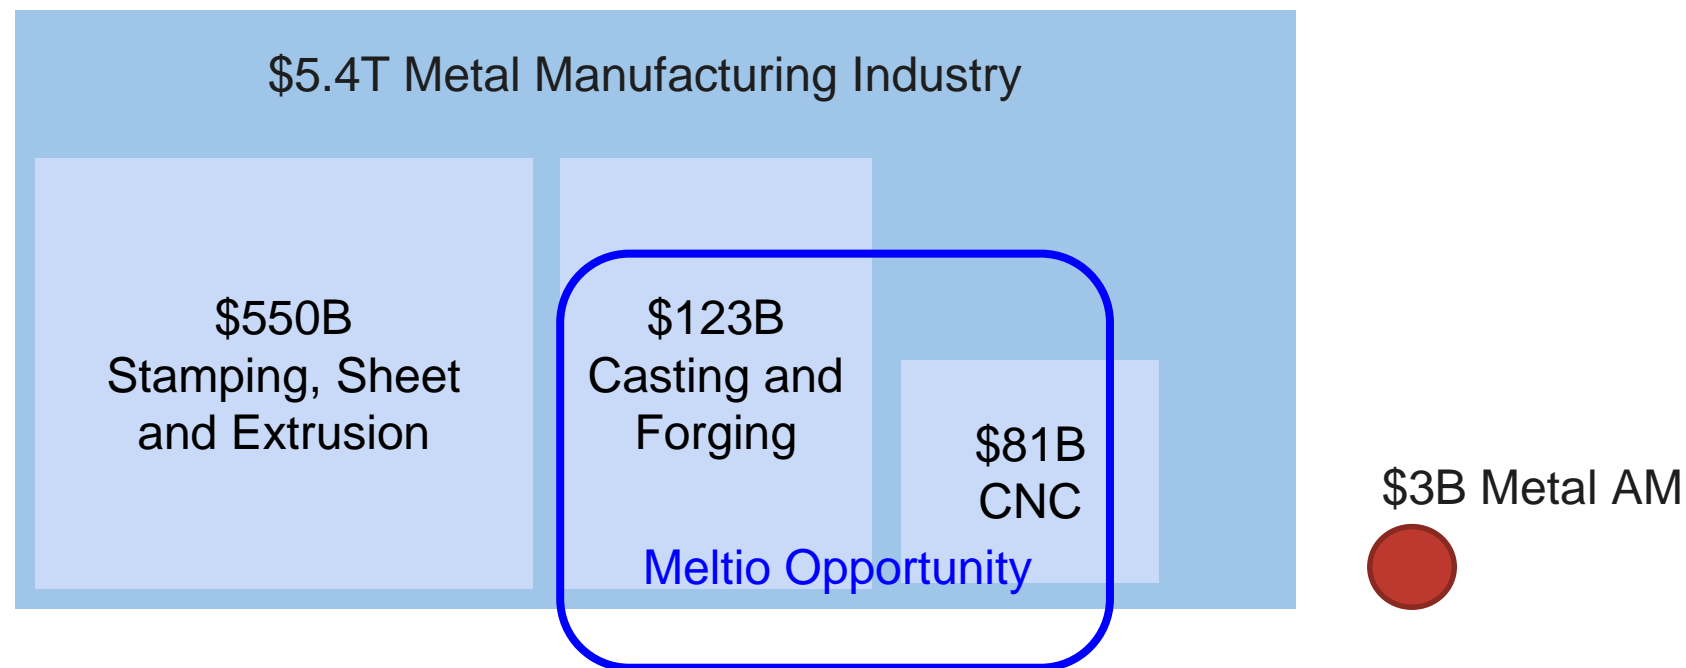 $5.4T Metal Manufacturing Industry
$550B
Stamping, Sheet
and Extrusion
$123B
Casting and
Forging
$81B
CNC
Meltio Opportunity
$3B Metal AM